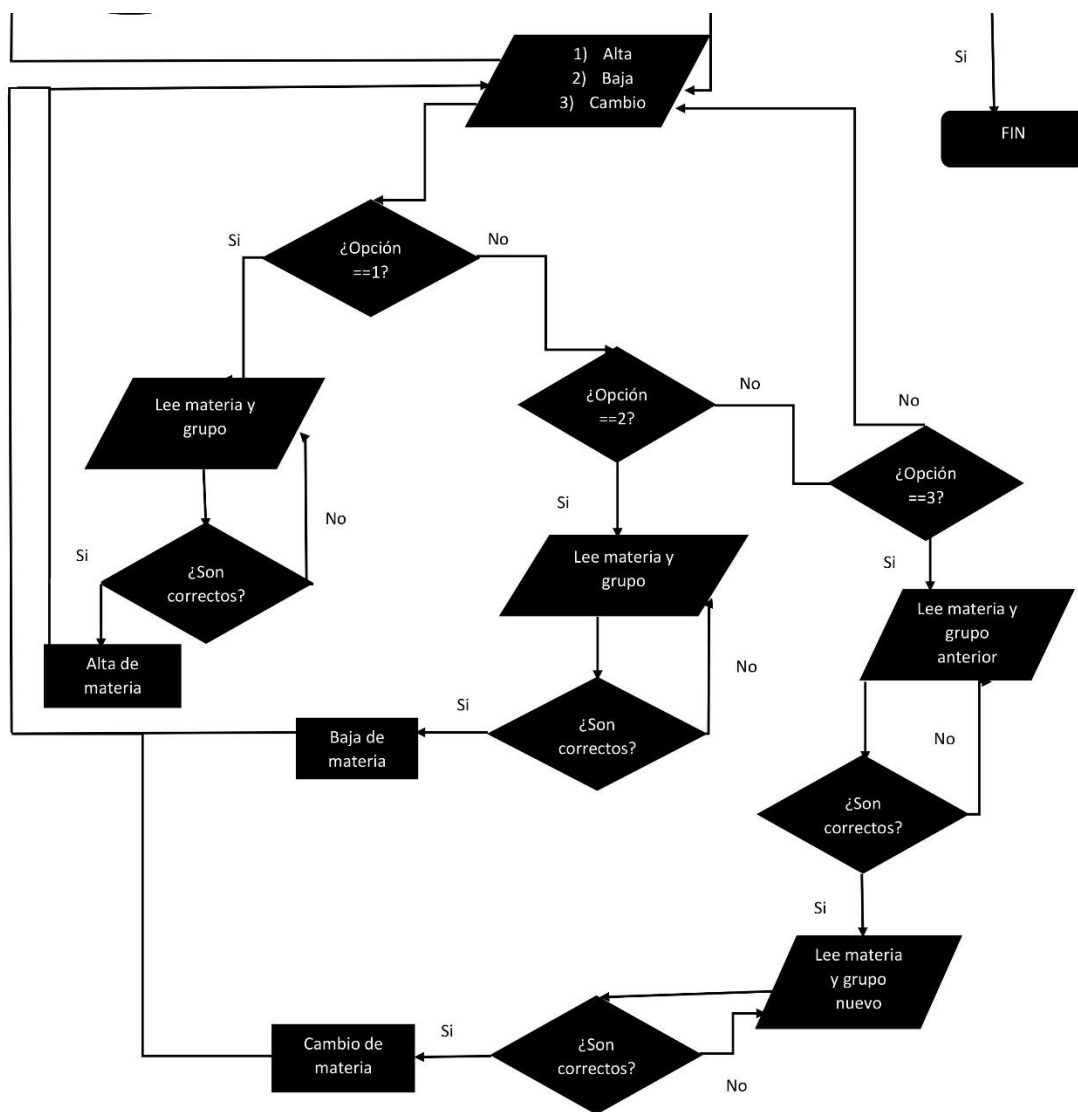 1) Alta
2) Baja
3) Cambio
Si
FIN
Si
¿Opción
==1?
No
¿Opción
==2?
No
No
¿Opción
==3?
Lee materia y
grupo
No
Si
¿Son
correctos?
Alta de
materia
Si
Lee materia y
grupo
No
Si
¿Son
correctos?
Baja de
materia
Si
Lee materia y
grupo
anterior
No
¿Son
correctos?
Si
Lee materia
y grupo
nuevo
Si
¿Son
correctos?
No
Cambio de
materia